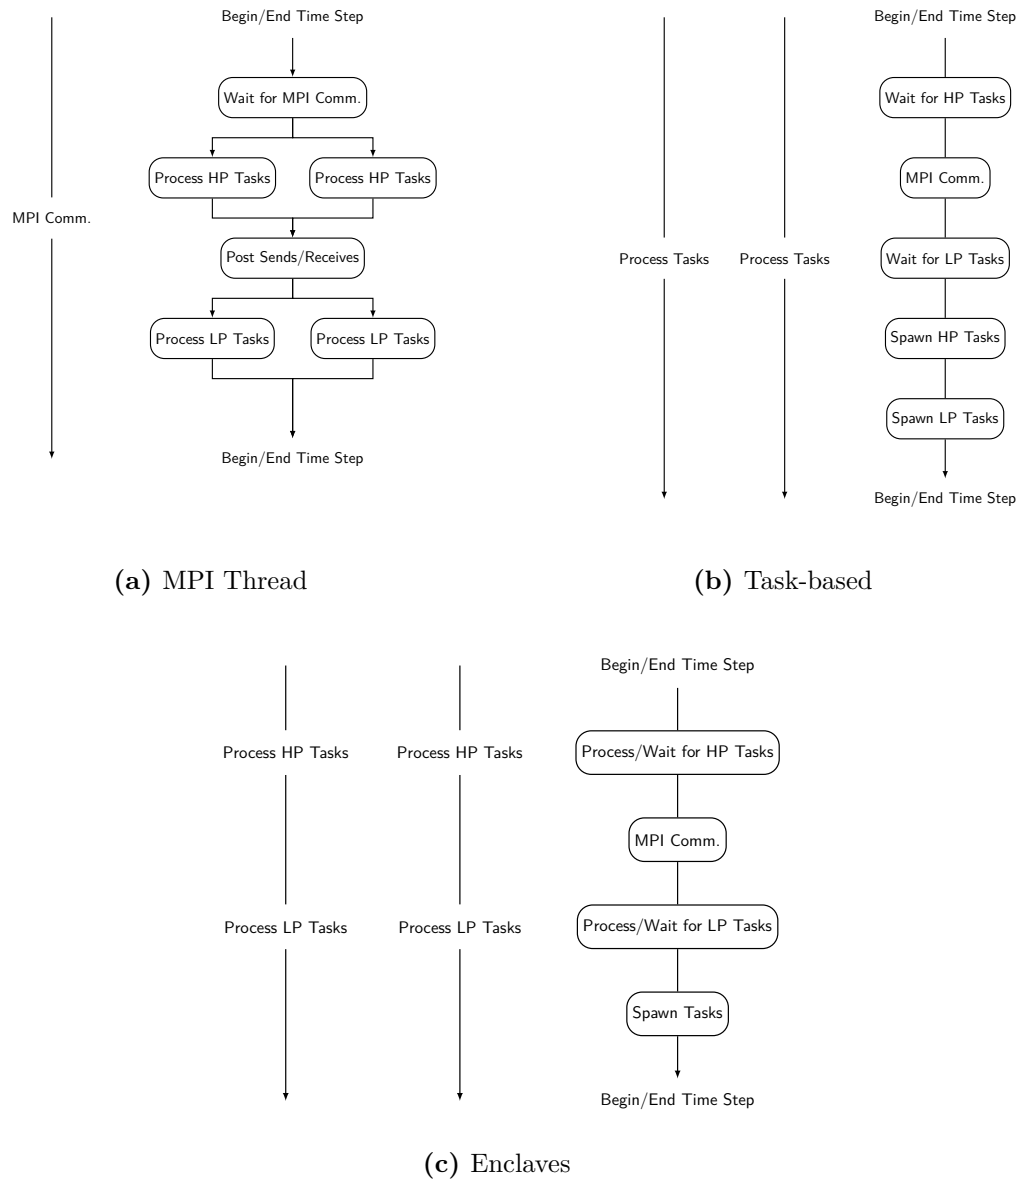 Begin/End Time Step
Wait for MPI Comm.
Process HP Tasks Process HP Tasks
MPI Comm.
Post Sends/Receives
Process LP Tasks Process LP Tasks
Begin/End Time Step
(a) MPI Thread
Begin/End Time Step
Wait for HP Tasks
MPI Comm.
Process Tasks Process Tasks Wait for LP Tasks
Spawn HP Tasks
Spawn LP Tasks
Begin/End Time Step
(b) Task-based
Begin/End Time Step
Process HP Tasks Process HP Tasks Process/Wait for HP Tasks
MPI Comm.
Process LP Tasks Process LP Tasks Process/Wait for LP Tasks
Spawn Tasks
Begin/End Time Step
(c) Enclaves